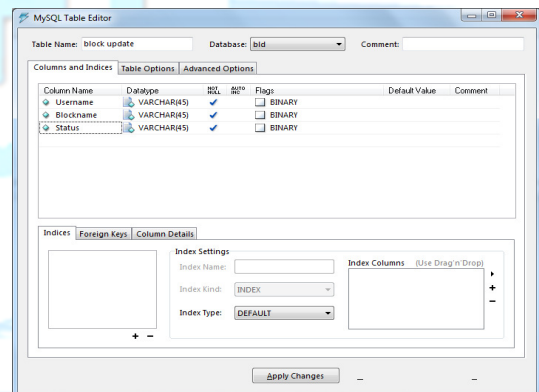 MySQL Table Editor
Table Name: block update Database: bld Comment:
Columns and Indices Table Options Advanced Options
Column Name Datatype NOT NULL AUTO INC Flags Default Value Comment
Username VARCHAR(45) BINARY
Blockname VARCHAR(45) BINARY
Status VARCHAR(45) BINARY
Indices Foreign Keys Column Details
Index Settings
Index Name:
Index Columns (Use Drag'n'Drop)
Index Kind: INDEX
Index Type: DEFAULT
Apply Changes